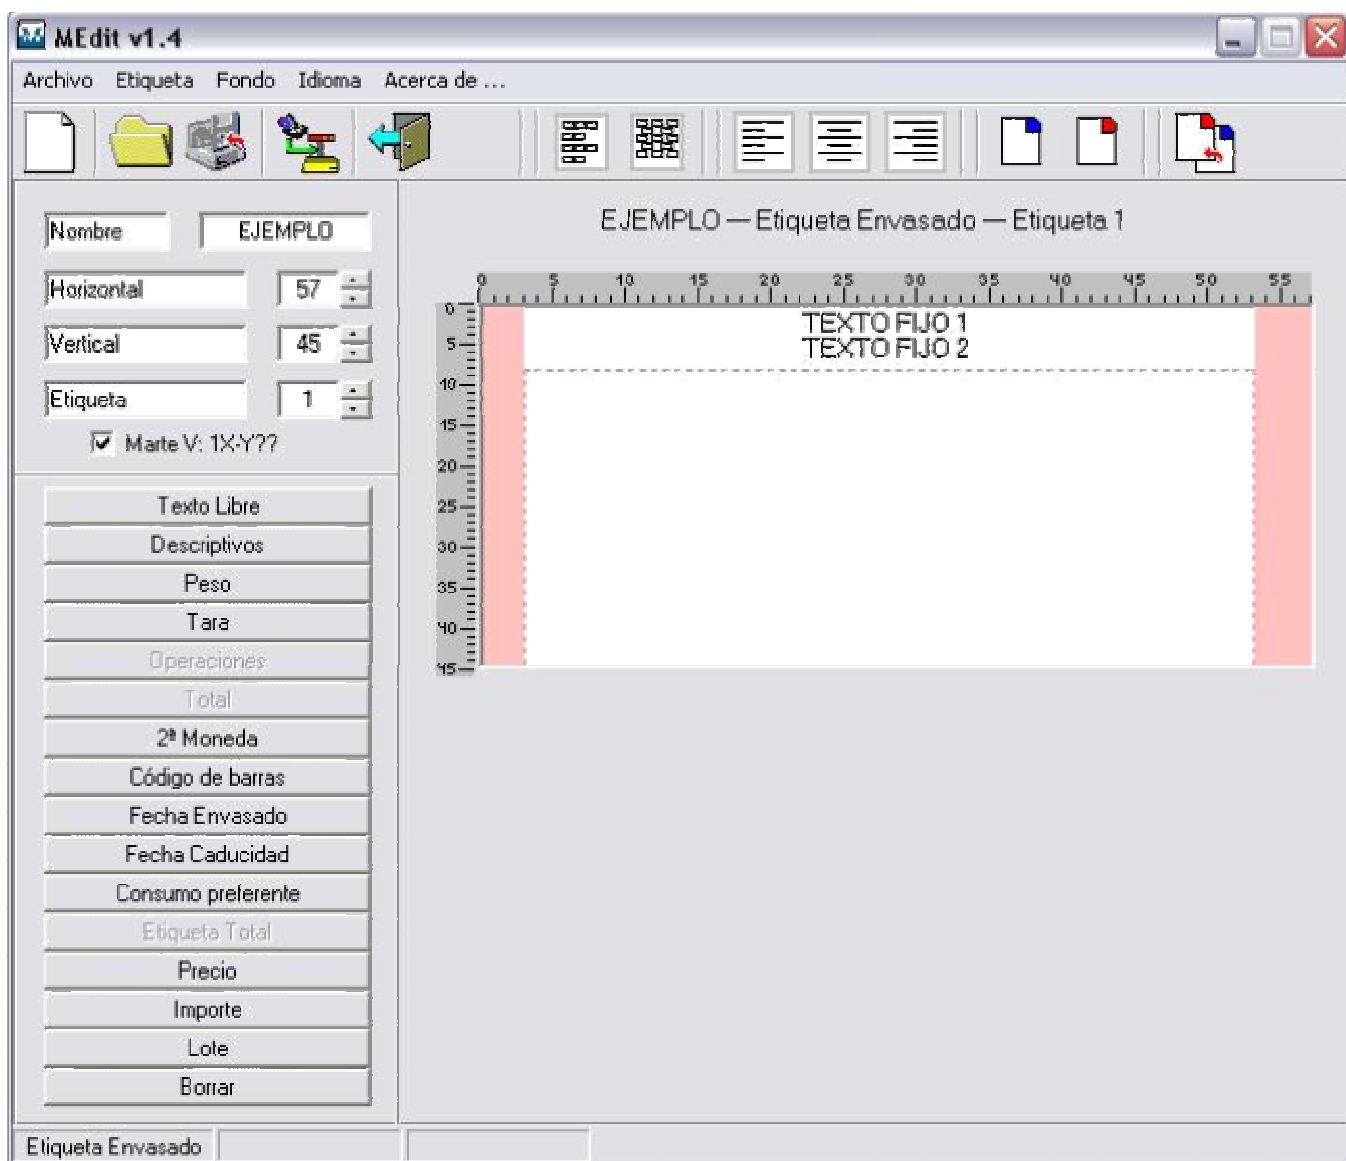 MEdit v1.4
Archivo Etiqueta Fondo Idioma Acerca de ...
Nombre EJEMPLO
Horizontal 57
Vertical 45
Etiqueta 1
Marte V: 1X-Y??
Texto Libre
Descriptivos
Peso
Tara
Operaciones
Total
2ª Moneda
Código de barras
Fecha Envasado
Fecha Caducidad
Consumo preferente
Etiqueta Total
Precio
Importe
Lote
Borrar
EJEMPLO — Etiqueta Envasado — Etiqueta 1
0 5 10 15 20 25 30 35 40 45 50 55
0
5
10
15
20
25
30
35
40
45
TEXTO FIJO 1
TEXTO FIJO 2
Etiqueta Envasado